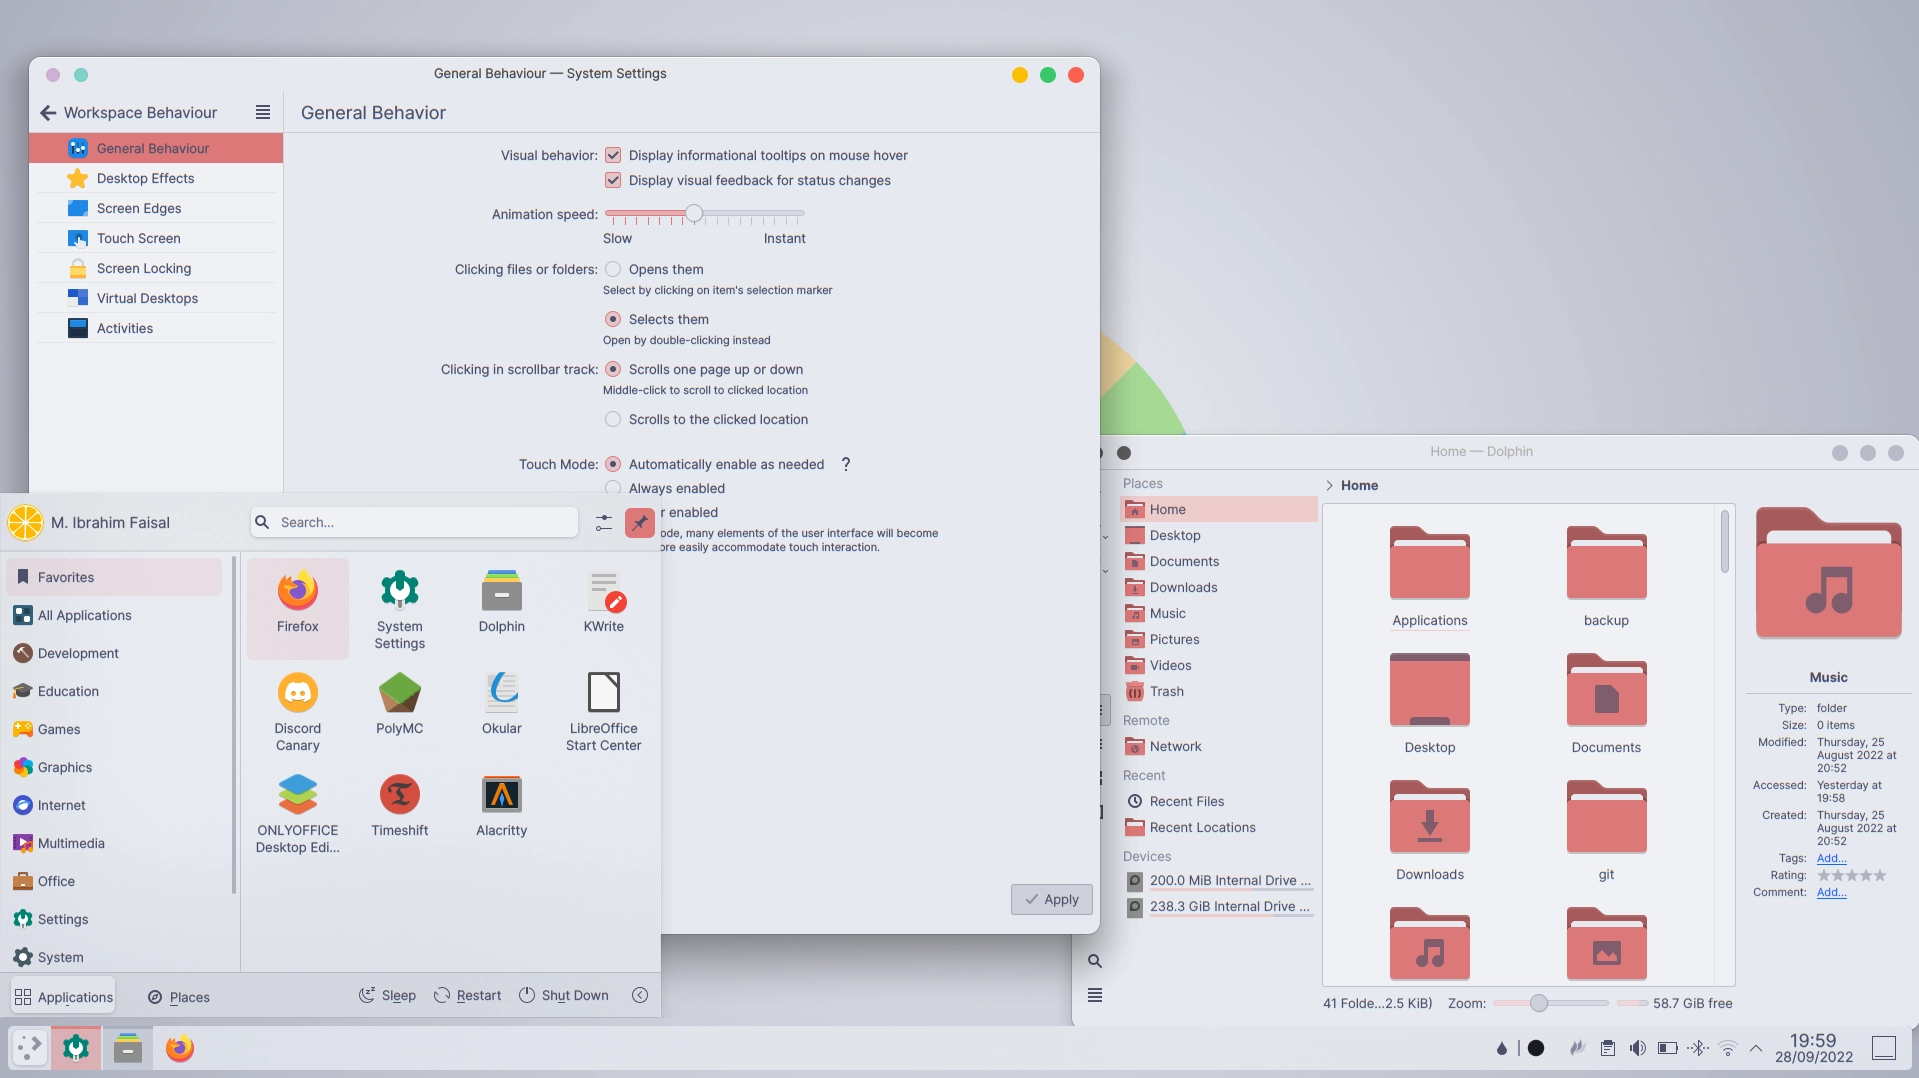 General Behaviour — System Settings
Workspace Behaviour
General Behavior
General Behaviour
Desktop Effects
Screen Edges
Touch Screen
Screen Locking
Virtual Desktops
Activities
Visual behavior:
Display informational tooltips on mouse hover
Display visual feedback for status changes
Animation speed:
Slow
Instant
Clicking files or folders:
Opens them
Select by clicking on item's selection marker
Selects them
Open by double-clicking instead
Clicking in scrollbar track:
Scrolls one page up or down
Middle-click to scroll to clicked location
Scrolls to the clicked location
Touch Mode:
Automatically enable as needed ?
Always enabled
r enabled
ode, many elements of the user interface will become
ore easily accommodate touch interaction.
Apply
M. Ibrahim Faisal
Search...
Favorites
All Applications
Development
Education
Games
Graphics
Internet
Multimedia
Office
Settings
System
Firefox
System
Settings
Dolphin
KWrite
Discord
Canary
PolyMC
Okular
LibreOffice
Start Center
ONLYOFFICE
Desktop Edi...
Timeshift
Alacritty
Applications
Places
Sleep
Restart
Shut Down
Home — Dolphin
Places
Home
Desktop
Documents
Downloads
Music
Pictures
Videos
Trash
Remote
Network
Recent
Recent Files
Recent Locations
Devices
200.0 MiB Internal Drive ...
238.3 GiB Internal Drive ...
> Home
Applications
backup
Desktop
Documents
Downloads
git
41 Folde...2.5 KiB)
Zoom:
58.7 GiB free
Music
Type: folder
Size: 0 items
Modified: Thursday, 25
August 2022 at
20:52
Accessed: Yesterday at
19:58
Created: Thursday, 25
August 2022 at
20:52
Tags: Add...
Rating:
Comment: Add...
19:59
28/09/2022